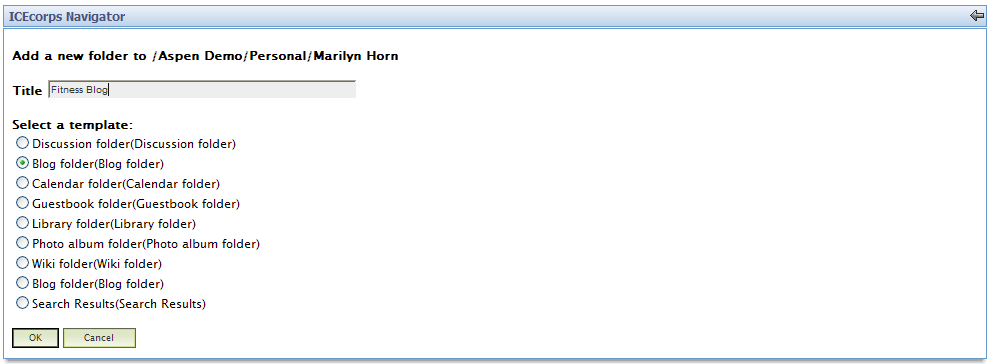 ICEcorps Navigator
Add a new folder to /Aspen Demo/Personal/Marilyn Horn
Title Fitness Blog
Select a template:
Discussion folder(Discussion folder)
Blog folder(Blog folder)
Calendar folder(Calendar folder)
Guestbook folder(Guestbook folder)
Library folder(Library folder)
Photo album folder(Photo album folder)
Wiki folder(Wiki folder)
Blog folder(Blog folder)
Search Results(Search Results)
OK Cancel